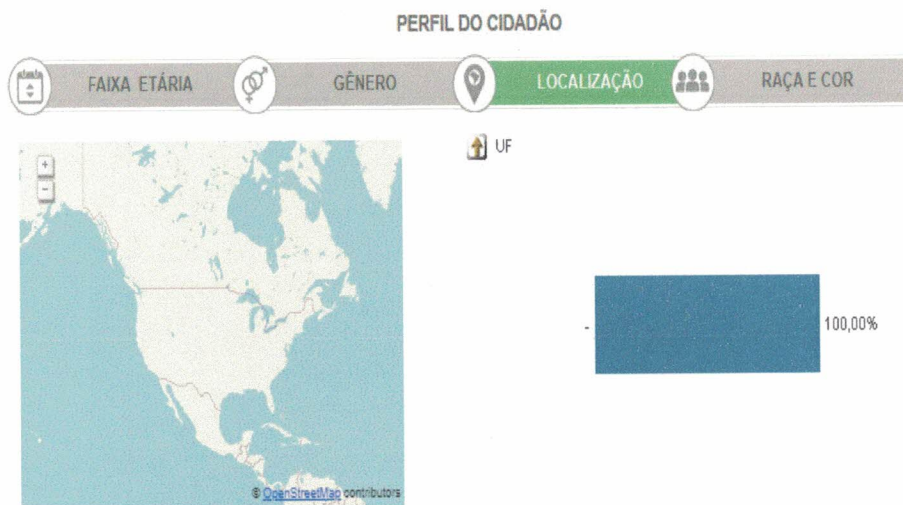 PERFIL DO CIDADÃO
FAIXA ETÁRIA
GÊNERO
LOCALIZAÇÃO
RAÇA E COR
+
-
UF
-
100,00%
© OpenStreetMap contributors